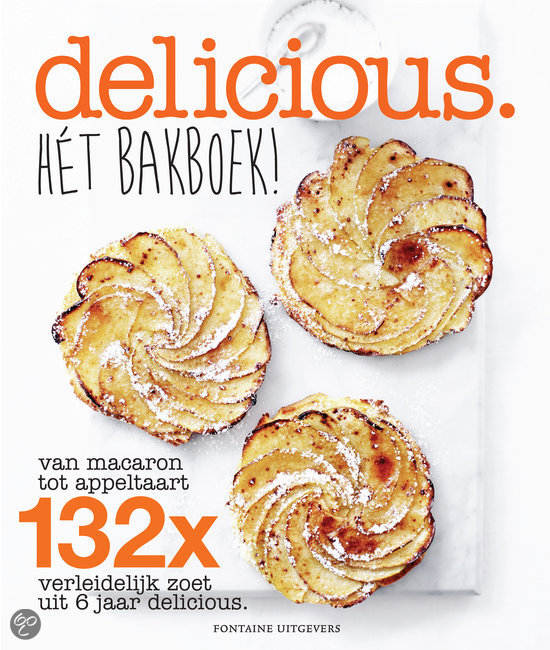 delicious.
HÉT BAKBOEK!
van macaron
tot appeltaart
132x
verleidelijk zoet
uit 6 jaar delicious.
FONTAINE UITGEVERS